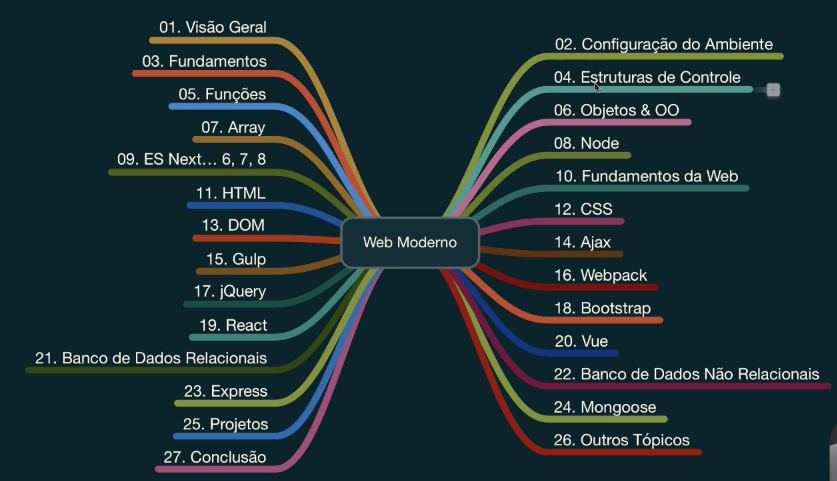 01. Visão Geral
02. Configuração do Ambiente
03. Fundamentos
04. Estruturas de Controle
05. Funções
06. Objetos & OO
07. Array
08. Node
09. ES Next... 6, 7, 8
10. Fundamentos da Web
11. HTML
12. CSS
13. DOM
Web Moderno
14. Ajax
15. Gulp
16. Webpack
17. jQuery
18. Bootstrap
19. React
20. Vue
21. Banco de Dados Relacionais
22. Banco de Dados Não Relacionais
23. Express
24. Mongoose
25. Projetos
26. Outros Tópicos
27. Conclusão